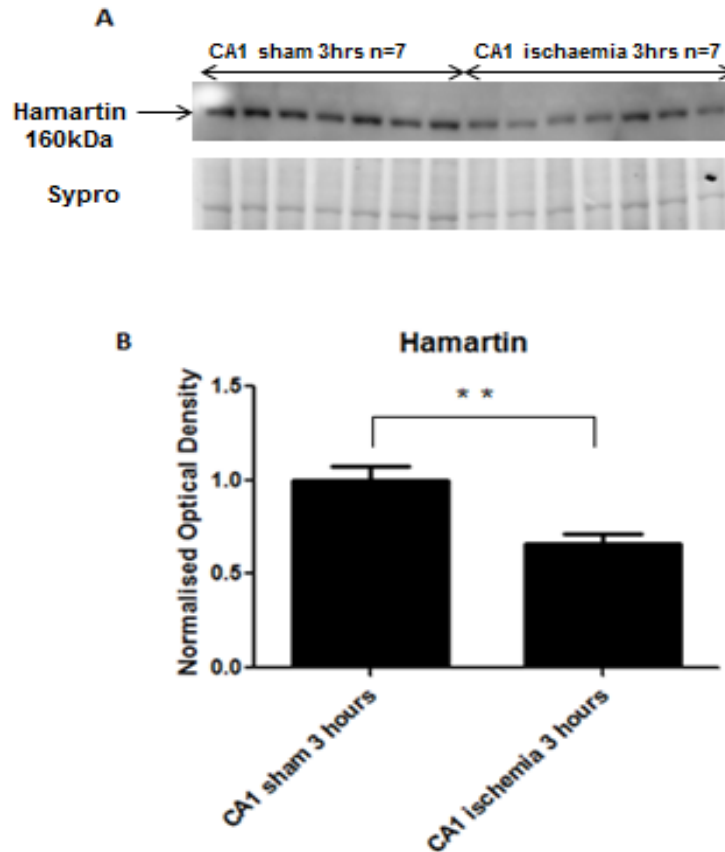 A
CA1 sham 3hrs n=7
CA1 ischaemia 3hrs n=7
Hamartin
160kDa
Sypro
B
Hamartin
* *
Normalised Optical Density
1.5
1.0
0.5
0.0
CA1 sham 3 hours
CA1 ischemia 3 hours